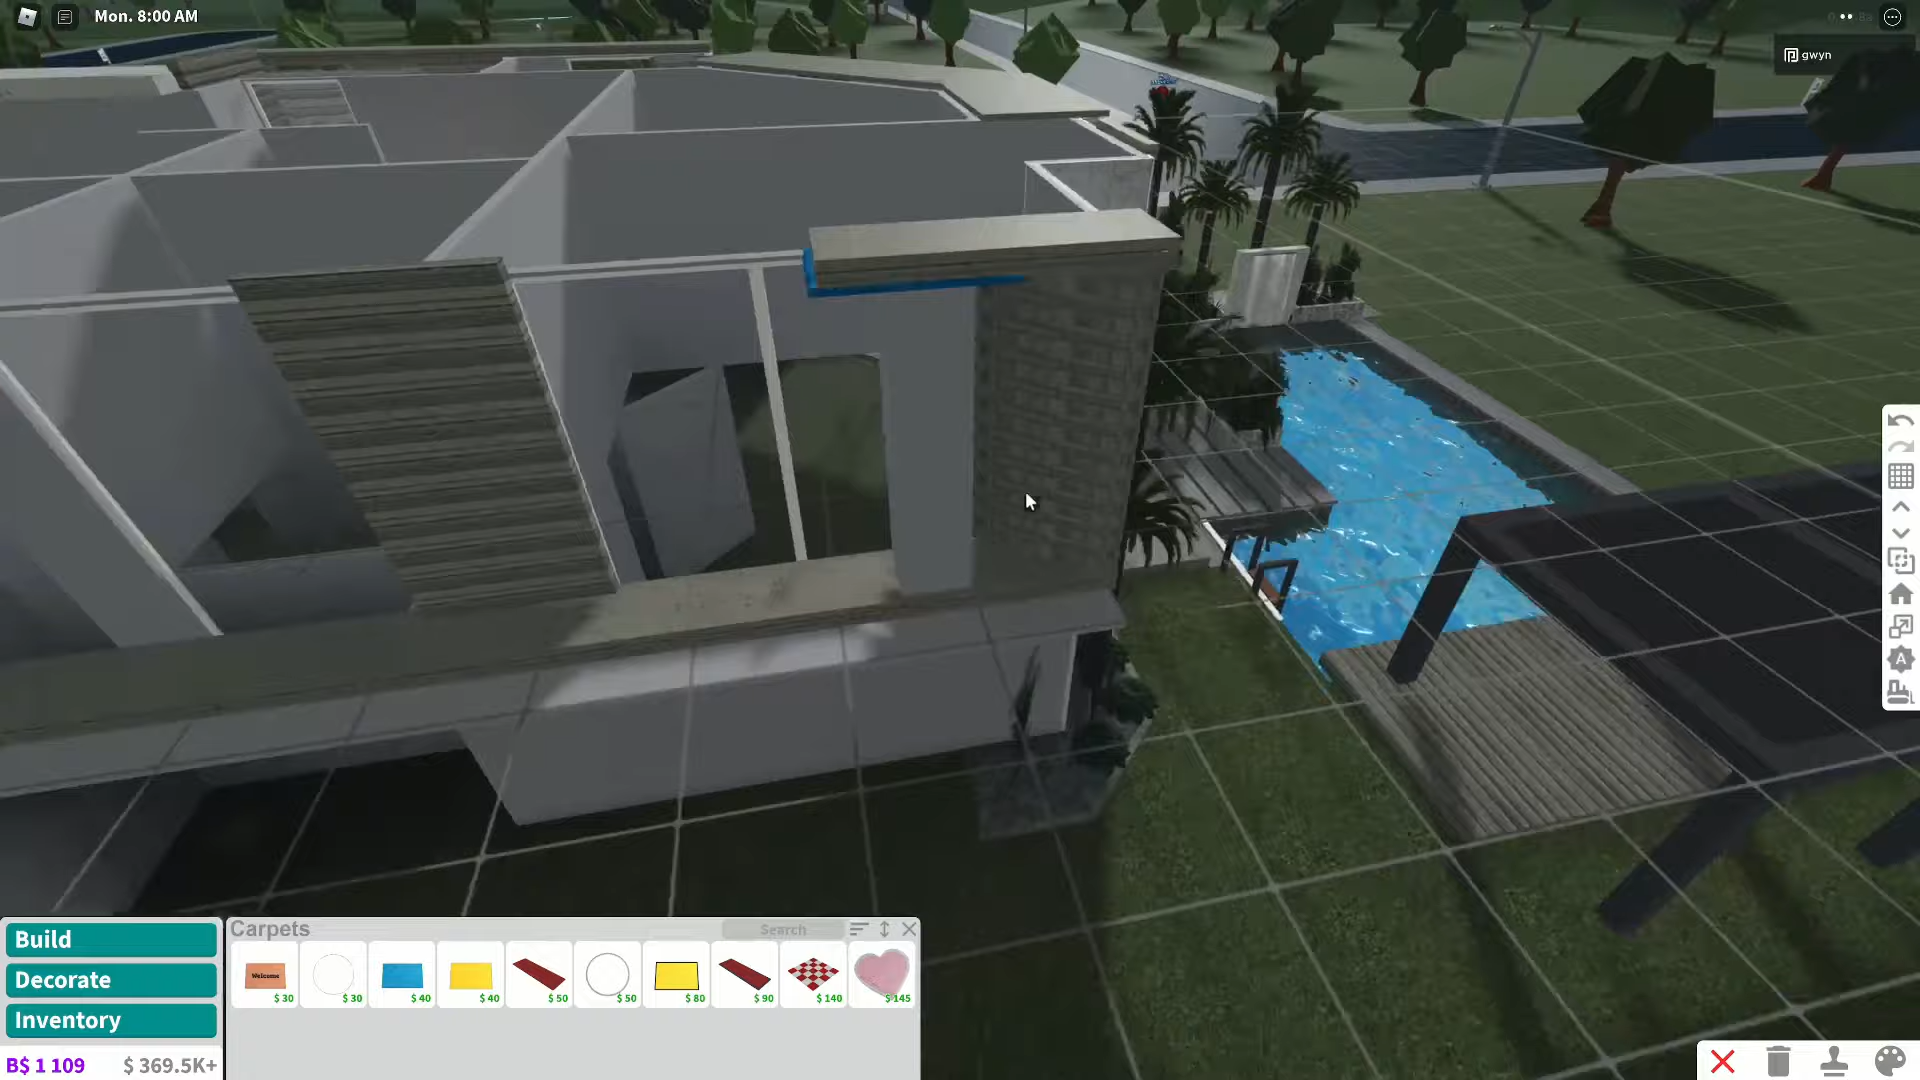 Mon. 8:00 AM
gwyn
Build
Decorate
Inventory
B$ 1 109
$ 369.5K+
Carpets
Search
Welcome
$ 30
$ 30
$ 40
$ 40
$ 50
$ 50
$ 80
$ 90
$ 140
$ 145
A